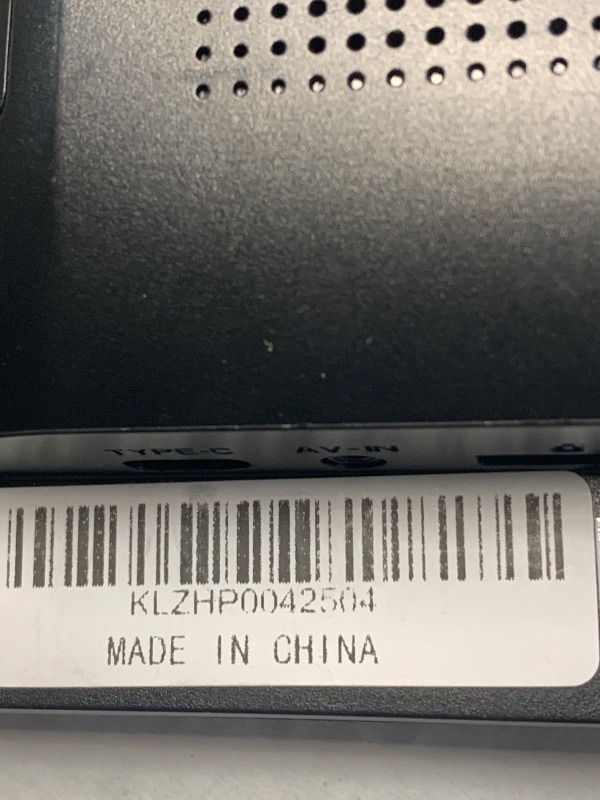 TYPE-C AV-IN
KLZHP0042504
MADE IN CHINA